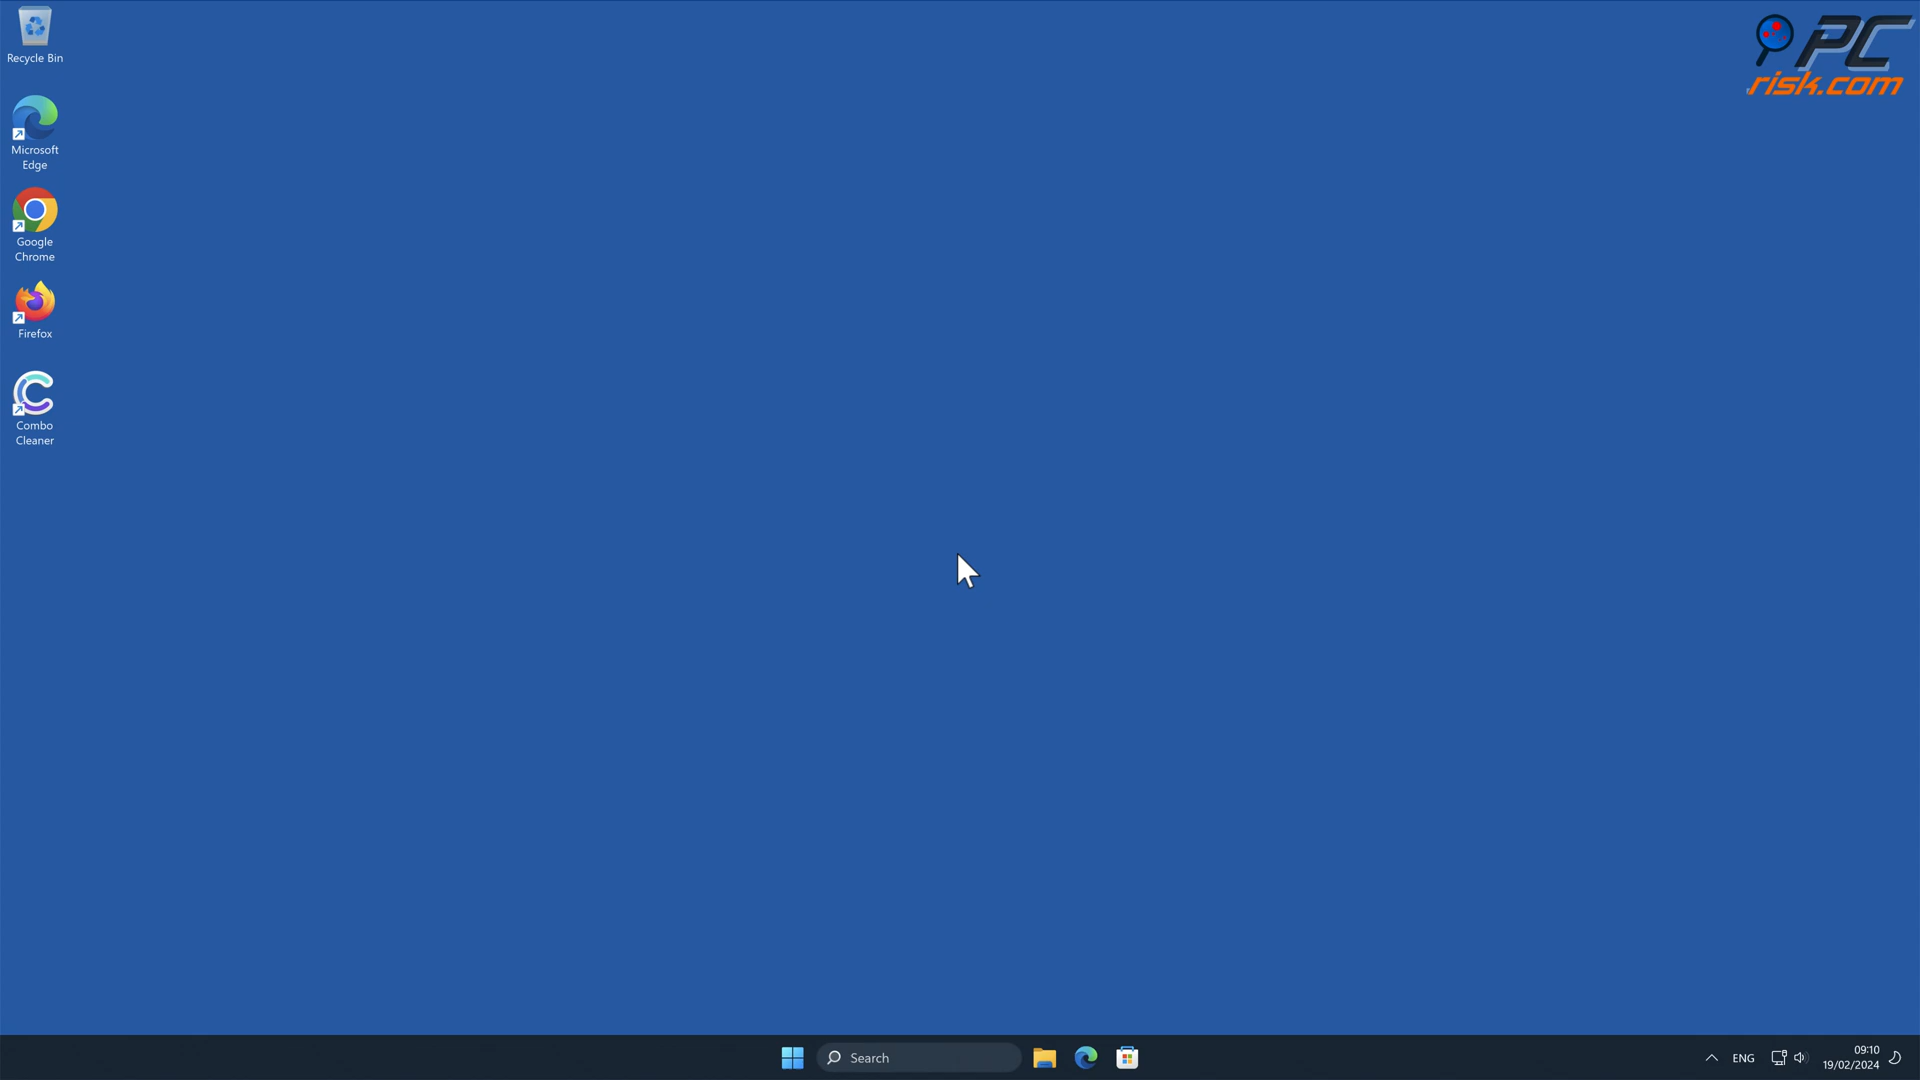 Recycle Bin
PC
risk.com
Microsoft
Edge
Google
Chrome
Firefox
Combo
Cleaner
Search
ENG
09:10
19/02/2024